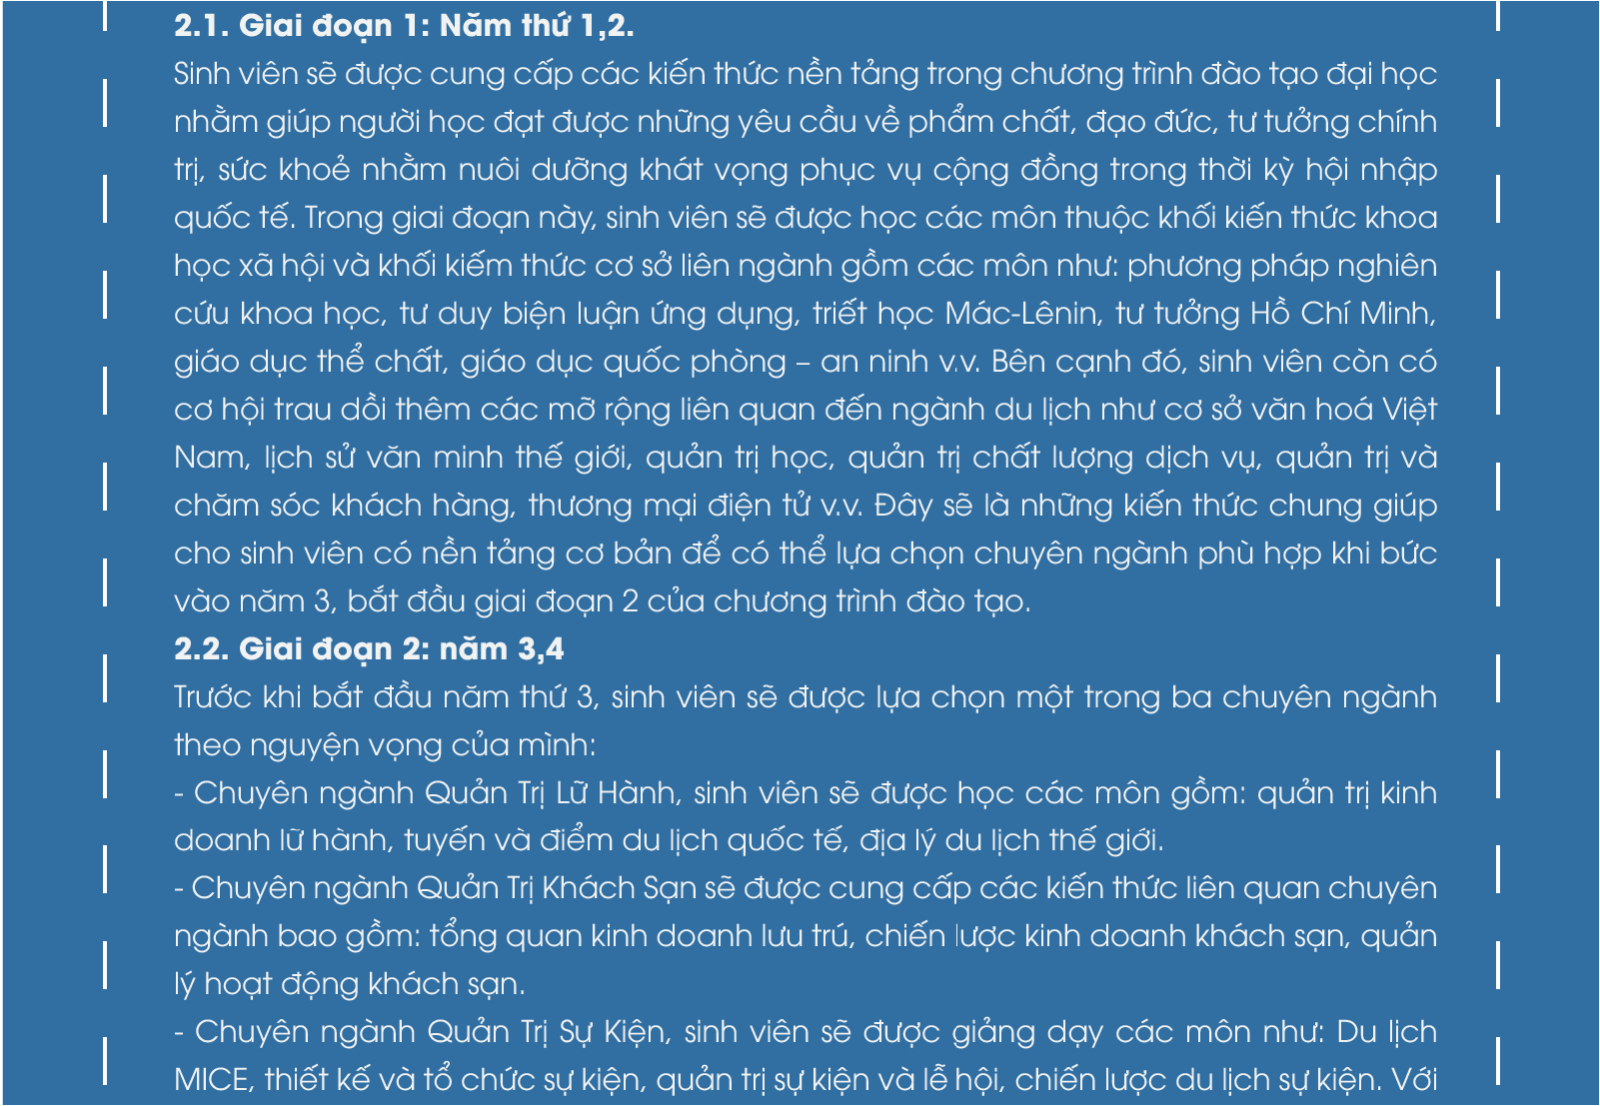 2.1. Giai đoạn 1: Năm thứ 1,2.
Sinh viên sẽ được cung cấp các kiến thức nền tảng trong chương trình đào tạo đại học
nhằm giúp người học đạt được những yêu cầu về phẩm chất, đạo đức, tư tưởng chính
trị, sức khoẻ nhằm nuôi dưỡng khát vọng phục vụ cộng đồng trong thời kỳ hội nhập
quốc tế. Trong giai đoạn này, sinh viên sẽ được học các môn thuộc khối kiến thức khoa
học xã hội và khối kiếm thức cơ sở liên ngành gồm các môn như: phương pháp nghiên
cứu khoa học, tư duy biện luận ứng dụng, triết học Mác-Lênin, tư tưởng Hồ Chí Minh,
giáo dục thể chất, giáo dục quốc phòng – an ninh v.v. Bên cạnh đó, sinh viên còn có
cơ hội trau dồi thêm các mỡ rộng liên quan đến ngành du lịch như cơ sở văn hoá Việt
Nam, lịch sử văn minh thế giới, quản trị học, quản trị chất lượng dịch vụ, quản trị và
chăm sóc khách hàng, thương mại điện tử v.v. Đây sẽ là những kiến thức chung giúp
cho sinh viên có nền tảng cơ bản để có thể lựa chọn chuyên ngành phù hợp khi bức
vào năm 3, bắt đầu giai đoạn 2 của chương trình đào tạo.
2.2. Giai đoạn 2: năm 3,4
Trước khi bắt đầu năm thứ 3, sinh viên sẽ được lựa chọn một trong ba chuyên ngành
theo nguyện vọng của mình:
- Chuyên ngành Quản Trị Lữ Hành, sinh viên sẽ được học các môn gồm: quản trị kinh
doanh lữ hành, tuyến và điểm du lịch quốc tế, địa lý du lịch thế giới.
- Chuyên ngành Quản Trị Khách Sạn sẽ được cung cấp các kiến thức liên quan chuyên
ngành bao gồm: tổng quan kinh doanh lưu trú, chiến lược kinh doanh khách sạn, quản
lý hoạt động khách sạn.
- Chuyên ngành Quản Trị Sự Kiện, sinh viên sẽ được giảng dạy các môn như: Du lịch
MICE, thiết kế và tổ chức sự kiện, quản trị sự kiện và lễ hội, chiến lược du lịch sự kiện. Với